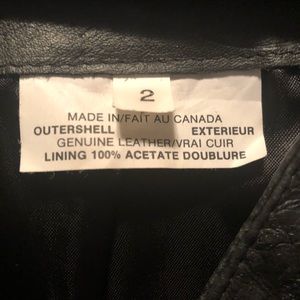 2
MADE IN/FAIT AU CANADA
OUTERSHELL EXTERIEUR
GENUINE LEATHER/VRAI CUIR
LINING 100% ACETATE DOUBLURE